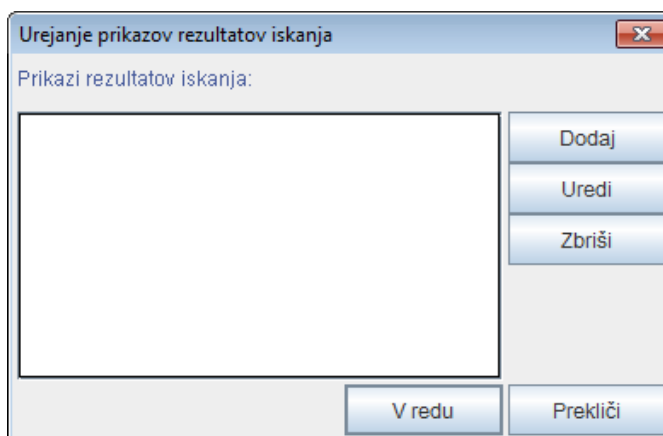 Urejanje prikazov rezultatov iskanja
Prikazi rezultatov iskanja:
Dodaj
Uredi
Zbriši
V redu
Prekliči